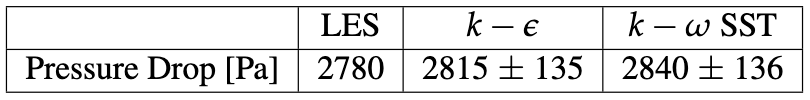 LES k − ϵ k − ω SST
Pressure Drop [Pa] 2780 2815 ± 135 2840 ± 136